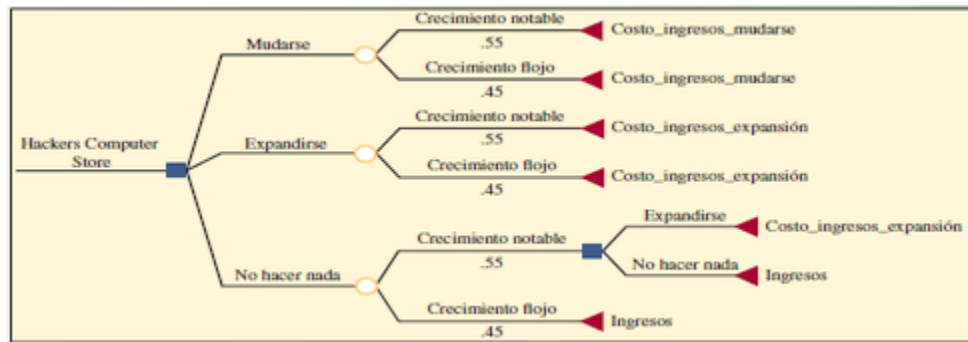 Crecimiento notable
Costo_ingresos_mudarse
.55
Mudarse
Crecimiento flojo
Costo_ingresos_mudarse
.45
Crecimiento notable
Costo_ingresos_expansión
.55
Hackers Computer
Store
Expandirse
Crecimiento flojo
Costo_ingresos_expansión
.45
Expandirse
Costo_ingresos_expansión
Crecimiento notable
.55
No hacer nada
Ingresos
No hacer nada
Crecimiento flojo
Ingresos
.45